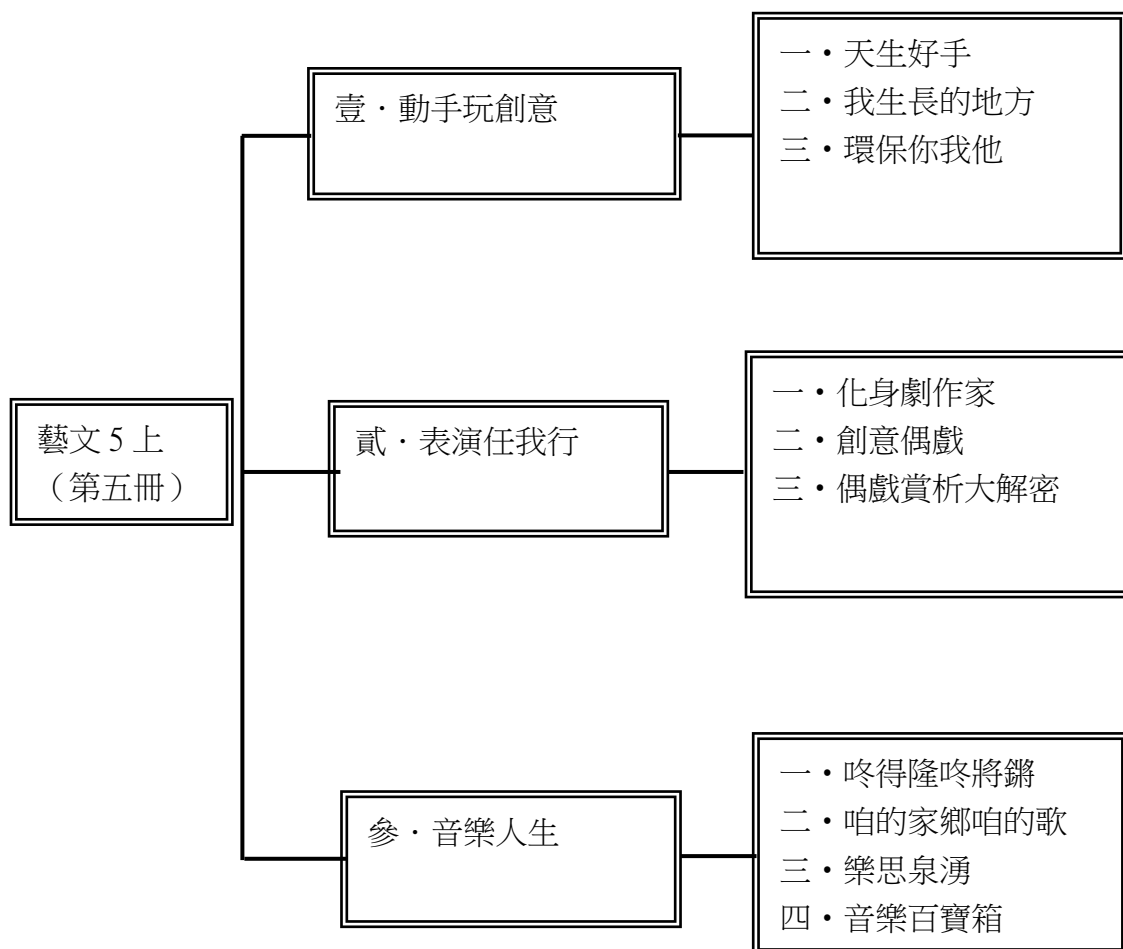 藝文 5 上
（第五冊）
壹．動手玩創意
一・天生好手
二・我生長的地方
三・環保你我他
貳．表演任我行
一・化身劇作家
二・創意偶戲
三・偶戲賞析大解密
參．音樂人生
一・咚得隆咚將鏘
二・咱的家鄉咱的歌
三・樂思泉湧
四・音樂百寶箱